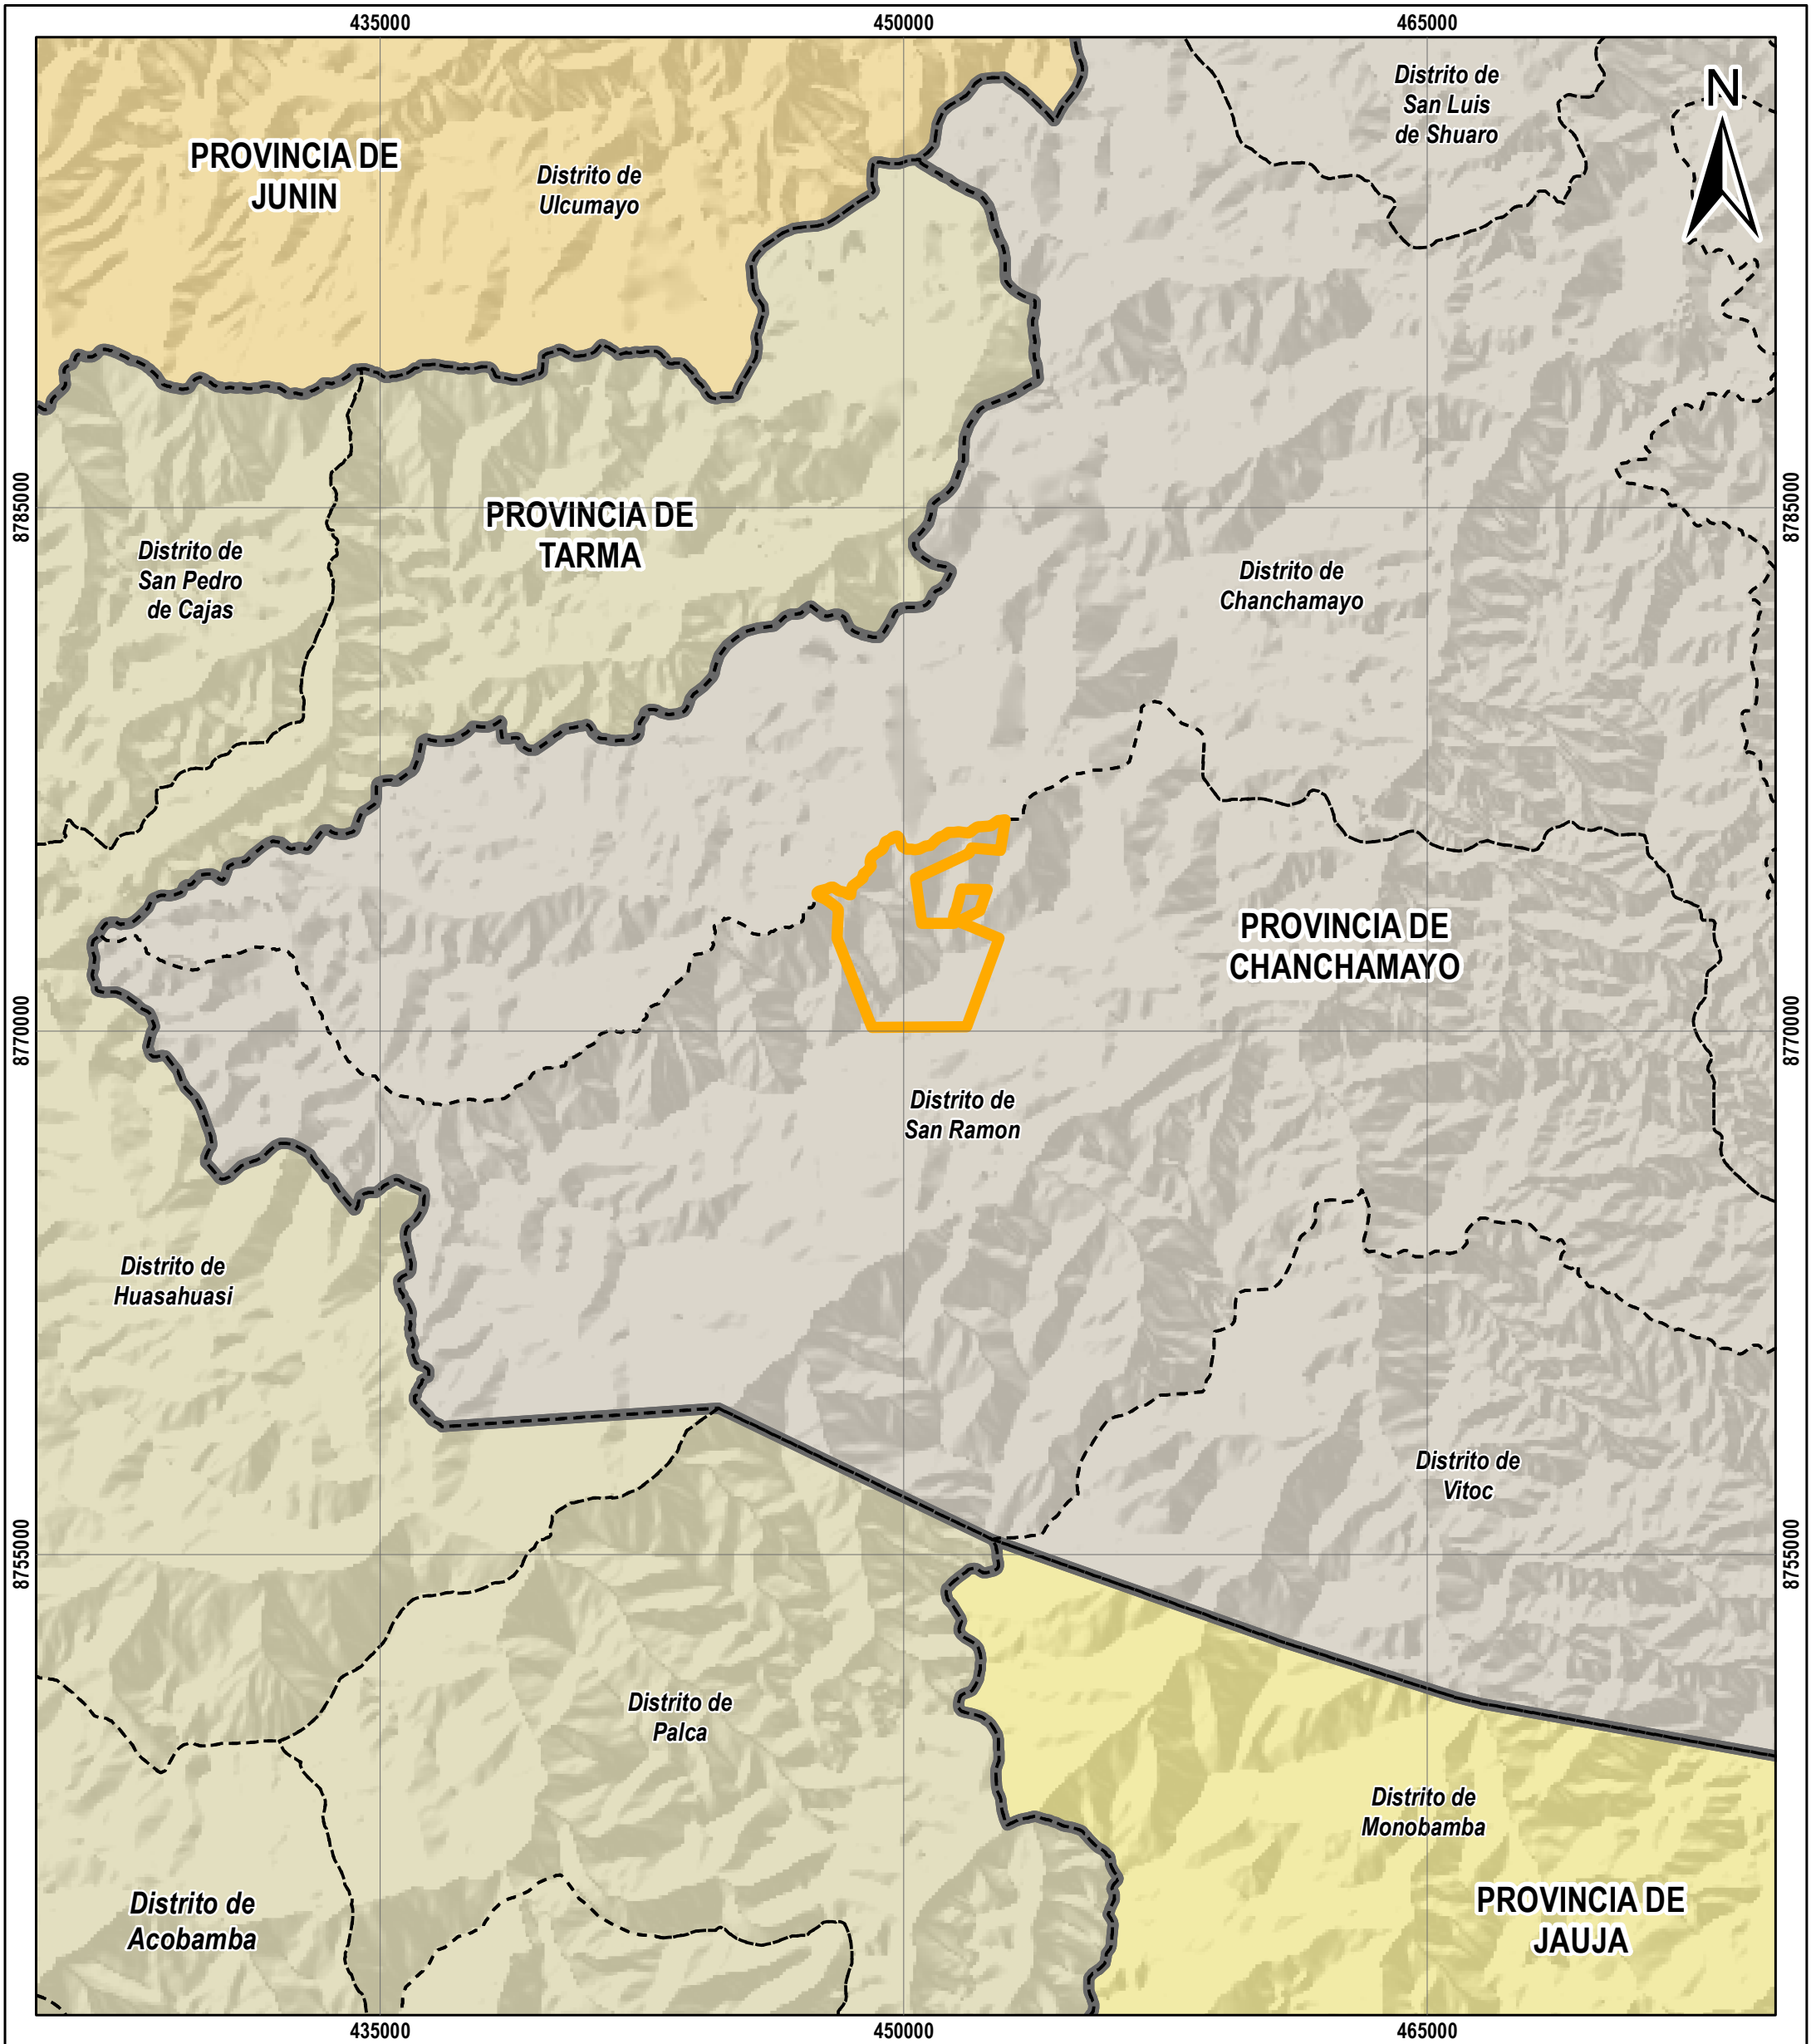 435000
450000
465000
Distrito de
San Luis
de Shuaro
N
PROVINCIA DE
JUNIN
Distrito de
Ulcumayo
8785000
8785000
PROVINCIA DE
TARMA
Distrito de
San Pedro
de Cajas
Distrito de
Chanchamayo
PROVINCIA DE
CHANCHAMAYO
8770000
8770000
Distrito de
San Ramon
Distrito de
Huasahuasi
Distrito de
Vitoc
8755000
8755000
Distrito de
Palca
Distrito de
Monobamba
Distrito de
Acobamba
PROVINCIA DE
JAUJA
435000
450000
465000